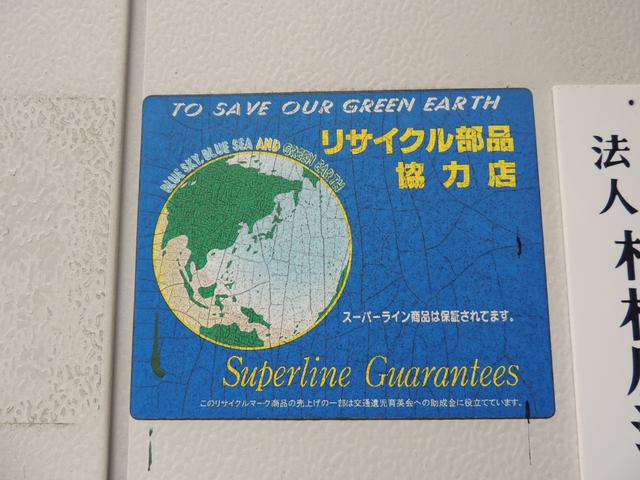 TO SAVE OUR GREEN EARTH
リサイクル部品
協力店
BLUE SKY, BLUE SEA AND GREEN EARTH
スーパーライン商品は保証されてます。
Superline Guarantees
このリサイクルマーク商品の売上げの一部は交通遺児育英会への助成金に役立てています。
法人